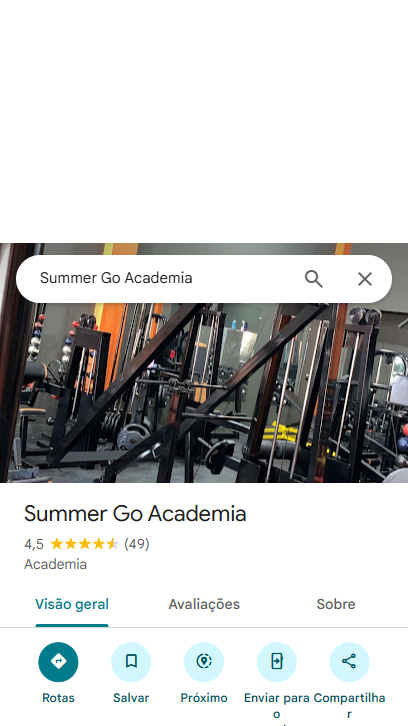 Summer Go Academia
Summer Go Academia
4,5 (49)
Academia
Visão geral Avaliações Sobre
Rotas Salvar Próximo Enviar para o Compartilhar